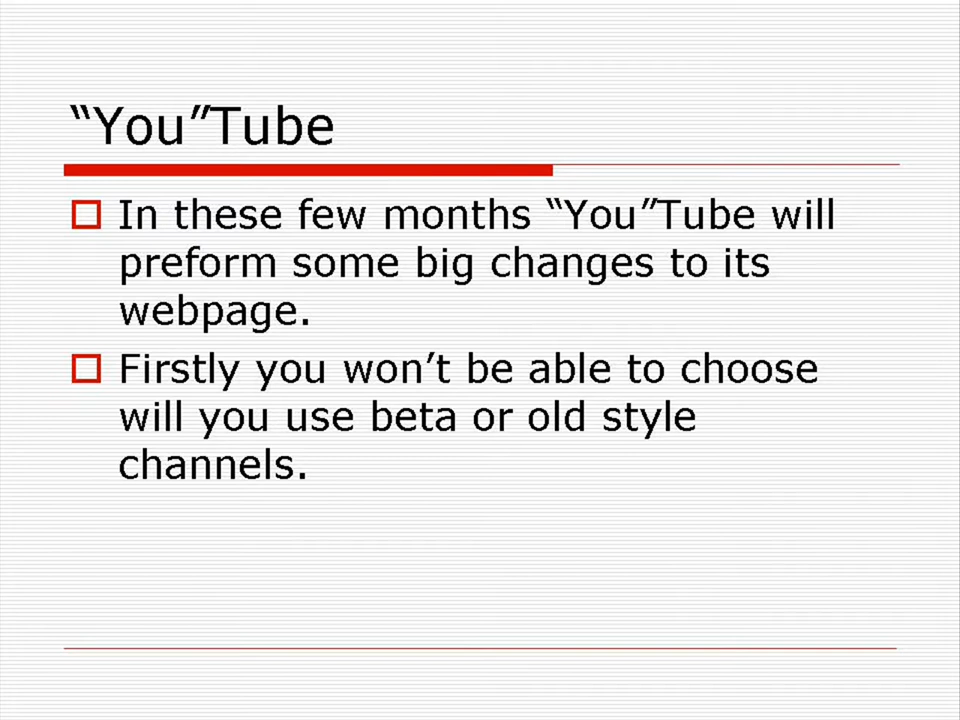 “You”Tube
In these few months “You”Tube will
preform some big changes to its
webpage.
Firstly you won’t be able to choose
will you use beta or old style
channels.